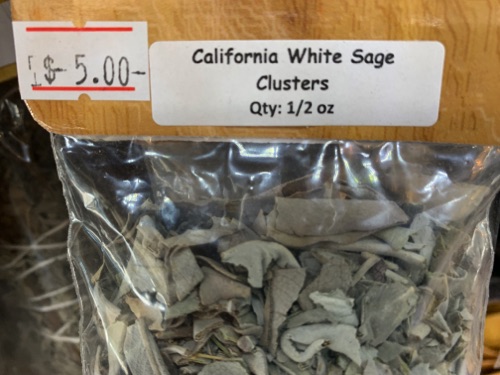 $ 5.00-
California White Sage
Clusters
Qty: 1/2 oz